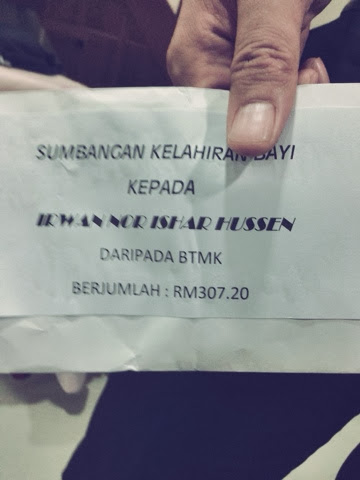 SUMBANGAN KELAHIRAN BAYI
KEPADA
IRWAN NOR ISHAR HUSSEN
DARIPADA BTMK
BERJUMLAH : RM307.20